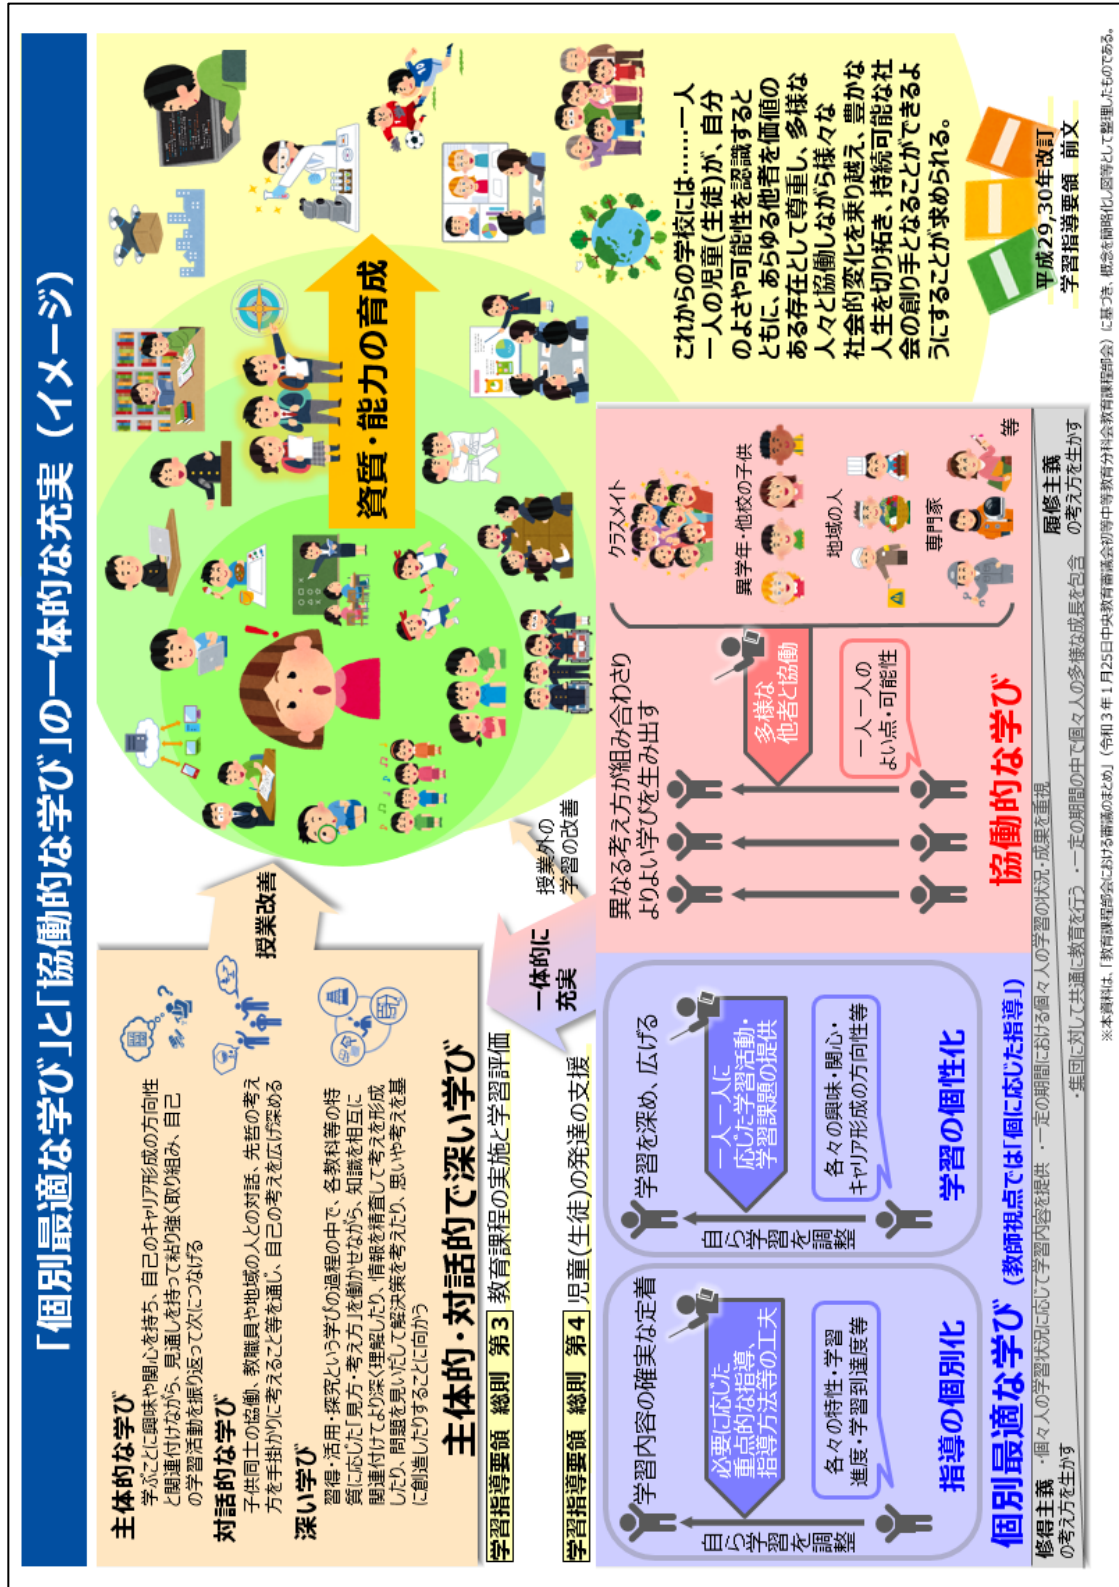 「個別最適な学び」と「協働的な学び」の一体的な充実（イメージ）
主体的な学び
学ぶことに興味や関心を持ち、自己のキャリア形成の方向性
と関連付けながら、見通しを持って粘り強く取り組み、自己
の学習活動を振り返って次につなげる
対話的な学び
子供同士の協働、教職員や地域の人との対話、先哲の考え
方を手掛かりに考えること等を通じ、自己の考えを広げ深める
深い学び
習得・活用・探究という学びの過程の中で、各教科等の特
質に応じた「見方・考え方」を働かせながら、知識を相互に
関連付けてより深く理解したり、情報を精査して考えを形成
したり、問題を見いだして解決策を考えたり、思いや考えを基
に創造したりすることに向かう
主体的・対話的で深い学び
授業改善
学習指導要領 総則 第3 教育課程の実施と学習評価
学習指導要領 総則 第4 児童(生徒)の発達の支援
一体的に
充実
授業外の
学習の改善
資質・能力の育成
これからの学校には……一人
一人の児童(生徒)が、自分
のよさや可能性を認識すると
ともに、あらゆる他者を価値の
ある存在として尊重し、多様な
人々と協働しながら様々な
社会的変化を乗り越え、豊かな
人生を切り拓き、持続可能な社
会の創り手となることができるよ
うにすることが求められる。
平成29,30年改訂
学習指導要領 前文
学習内容の確実な定着
自ら学習を調整
必要に応じた
重点的な指導、
指導方法等の工夫
各々の特性・学習
進度・学習到達度等
指導の個別化
学習を深め、広げる
自ら学習を調整
一人一人に
応じた学習活動・
学習課題の提供
各々の興味・関心・
キャリア形成の方向性等
学習の個性化
個別最適な学び（教師視点では「個に応じた指導」）
異なる考え方が組み合わさり
よりよい学びを生み出す
多様な
他者と協働
一人一人の
よい点・可能性
クラスメイト
異学年・他校の子供
地域の人
専門家
等
協働的な学び
修得主義
の考え方を生かす
・個々人の学習状況に応じて学習内容を提供 ・一定の期間における個々人の学習の状況・成果を重視
・集団に対して共通に教育を行う ・一定の期間の中で個々人の多様な成長を包含
履修主義
の考え方を生かす
※本資料は、「教育課程部会における審議のまとめ」（令和3年1月25日中央教育審議会初等中等教育分科会教育課程部会）に基づき、概念を簡略化し図等として整理したものである。